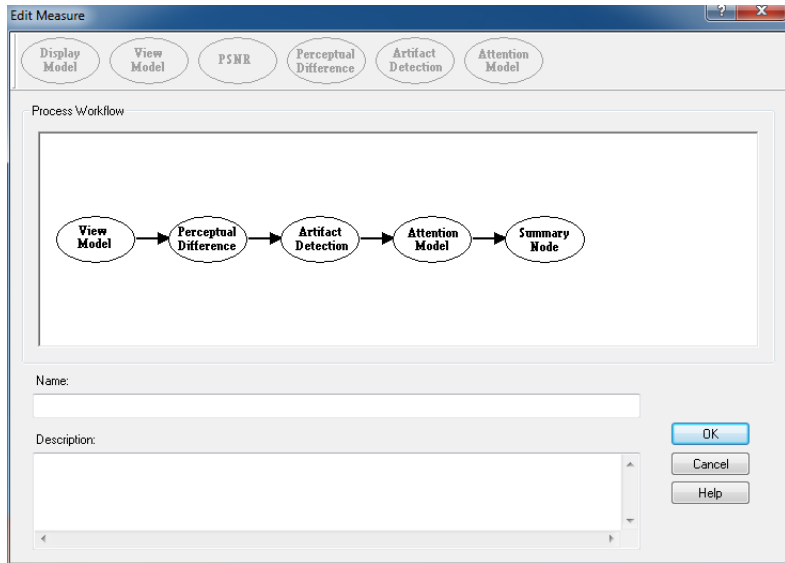 Edit Measure
?
X
Display
Model
View
Model
PSNR
Perceptual
Difference
Artifact
Detection
Attention
Model
Process Workflow
View
Model
Perceptual
Difference
Artifact
Detection
Attention
Model
Summary
Node
Name:
Description:
OK
Cancel
Help